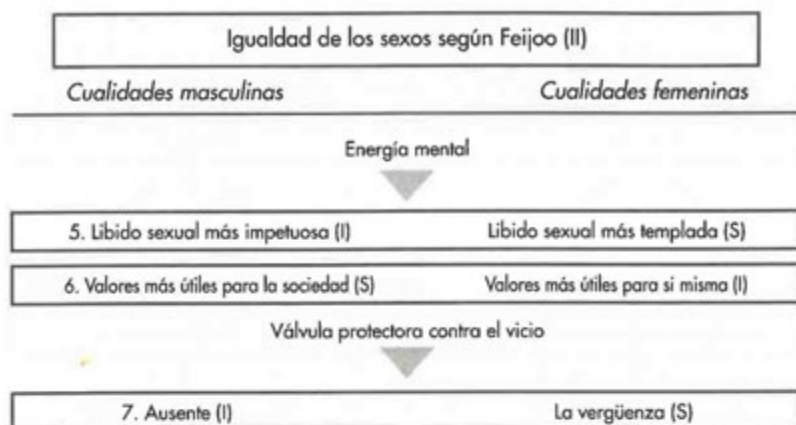 Igualdad de los sexos según Feijoo (II)
Cualidades masculinas Cualidades femeninas
Energía mental
5. Libido sexual más impetuosa (I) Libido sexual más templada (S)
6. Valores más útiles para la sociedad (S) Valores más útiles para sí misma (I)
Válvula protectora contra el vicio
7. Ausente (I) La vergüenza (S)